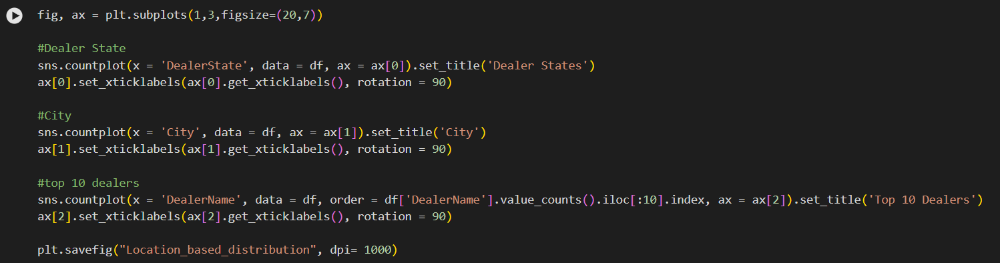 fig, ax = plt.subplots(1,3,figsize=(20,7))
#Dealer State
sns.countplot(x = 'DealerState', data = df, ax = ax[0]).set_title('Dealer States')
ax[0].set_xticklabels(ax[0].get_xticklabels(), rotation = 90)
#City
sns.countplot(x = 'City', data = df, ax = ax[1]).set_title('City')
ax[1].set_xticklabels(ax[1].get_xticklabels(), rotation = 90)
#top 10 dealers
sns.countplot(x = 'DealerName', data = df, order = df['DealerName'].value_counts().iloc[:10].index, ax = ax[2]).set_title('Top 10 Dealers')
ax[2].set_xticklabels(ax[2].get_xticklabels(), rotation = 90)
plt.savefig("Location_based_distribution", dpi= 1000)